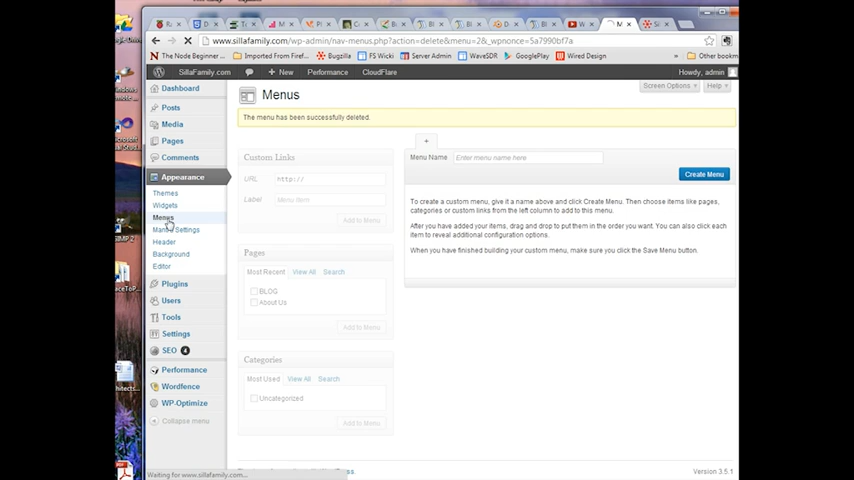 www.sillafamily.com/wp-admin/nav-menus.php?action=delete&menu=2&_wpnonce=5a7990bf7a
The Node Beginner Imported From Firef... Bugzilla FS Wicki Server Admin WaveSDR GooglePlay Wired Design Other bookm
SillaFamily.com + New Performance CloudFlare Howdy, admin
Screen Options Help
Dashboard
Posts
Media
Pages
Comments
Appearance
Themes
Widgets
Menus
Header
Background
Editor
Plugins
Users
Tools
Settings
SEO 4
Performance
Wordfence
WP-Optimize
Collapse menu
Menus
The menu has been successfully deleted.
Custom Links
URL http://
Label Menu Item
Add to Menu
Pages
Most Recent View All Search
BLOG
About Us
Add to Menu
Categories
Most Used View All Search
Uncategorized
Add to Menu
+
Menu Name Enter menu name here
Create Menu
To create a custom menu, give it a name above and click Create Menu. Then choose items like pages,
categories or custom links from the left column to add to this menu.
After you have added your items, drag and drop to put them in the order you want. You can also click each
item to reveal additional configuration options.
When you have finished building your custom menu, make sure you click the Save Menu button.
Version 3.5.1
Waiting for www.sillafamily.com...